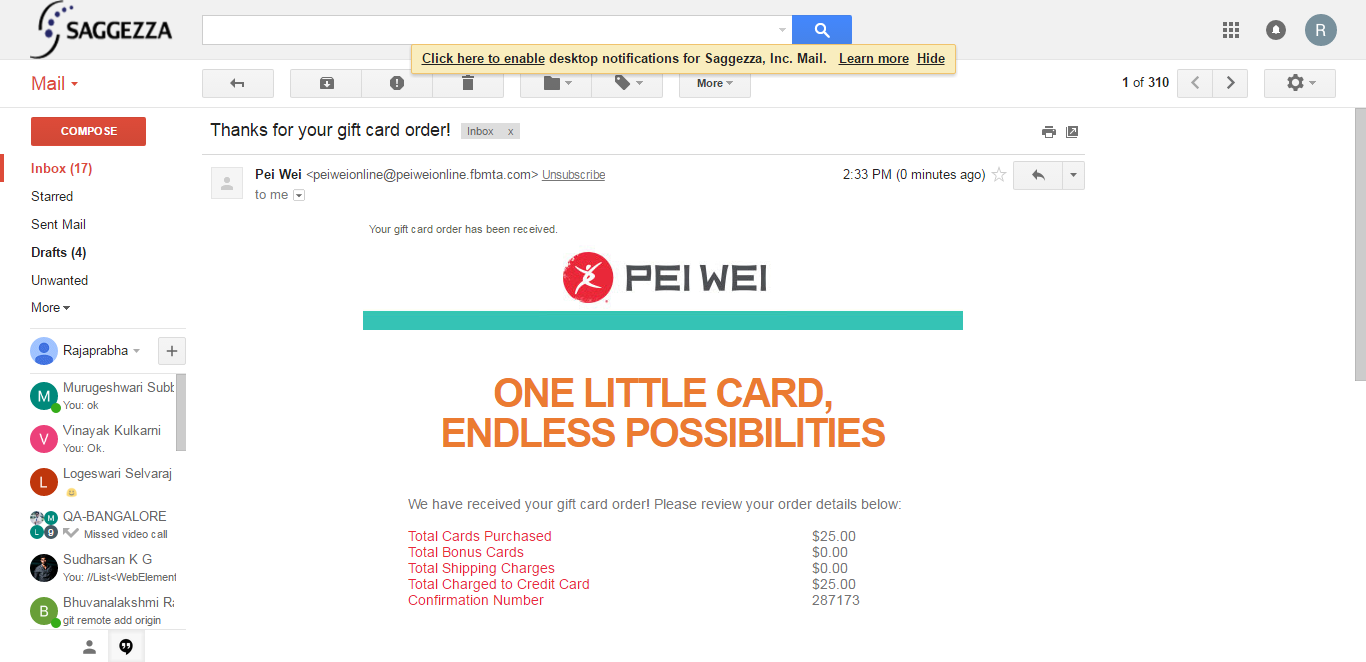 SAGGEZZA
R
Click here to enable desktop notifications for Saggezza, Inc. Mail. Learn more Hide
Mail
More
1 of 310
COMPOSE
Inbox (17)
Starred
Sent Mail
Drafts (4)
Unwanted
More
Rajaprabha
+
M
Murugeshwari Subb
You: ok
V
Vinayak Kulkarni
You: Ok.
L
Logeswari Selvaraj
M
L 9
QA-BANGALORE
Missed video call
Sudharsan K G
You: //List<WebElement
B
Bhuvanalakshmi Ra
git remote add origin
Thanks for your gift card order! Inbox x
Pei Wei <peiweionline@peiweionline.fbmta.com> Unsubscribe
2:33 PM (0 minutes ago)
to me
Your gift card order has been received.
PEI WEI
ONE LITTLE CARD,
ENDLESS POSSIBILITIES
We have received your gift card order! Please review your order details below:
Total Cards Purchased $25.00
Total Bonus Cards $0.00
Total Shipping Charges $0.00
Total Charged to Credit Card $25.00
Confirmation Number 287173